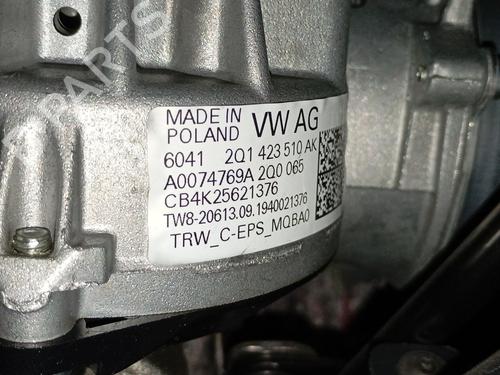 MADE IN
POLAND VW AG
6041 2Q1 423 510 AK
A0074769A 2Q0 065
CB4K25621376
TW8-20613.09.1940021376
TRW_C-EPS_MQBA0